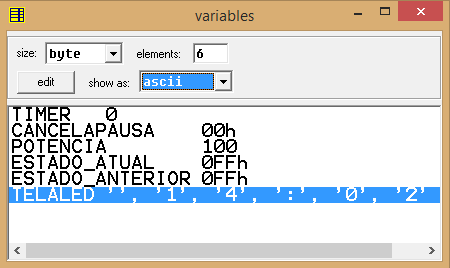 variables
size: byte elements: 6
edit show as: ascii
TIMER 0
CANCELAPAUSA 00h
POTENCIA 100
ESTADO_ATUAL 0FFh
ESTADO_ANTERIOR 0FFh
TELALED '', '1', '4', ':', '0', '2'